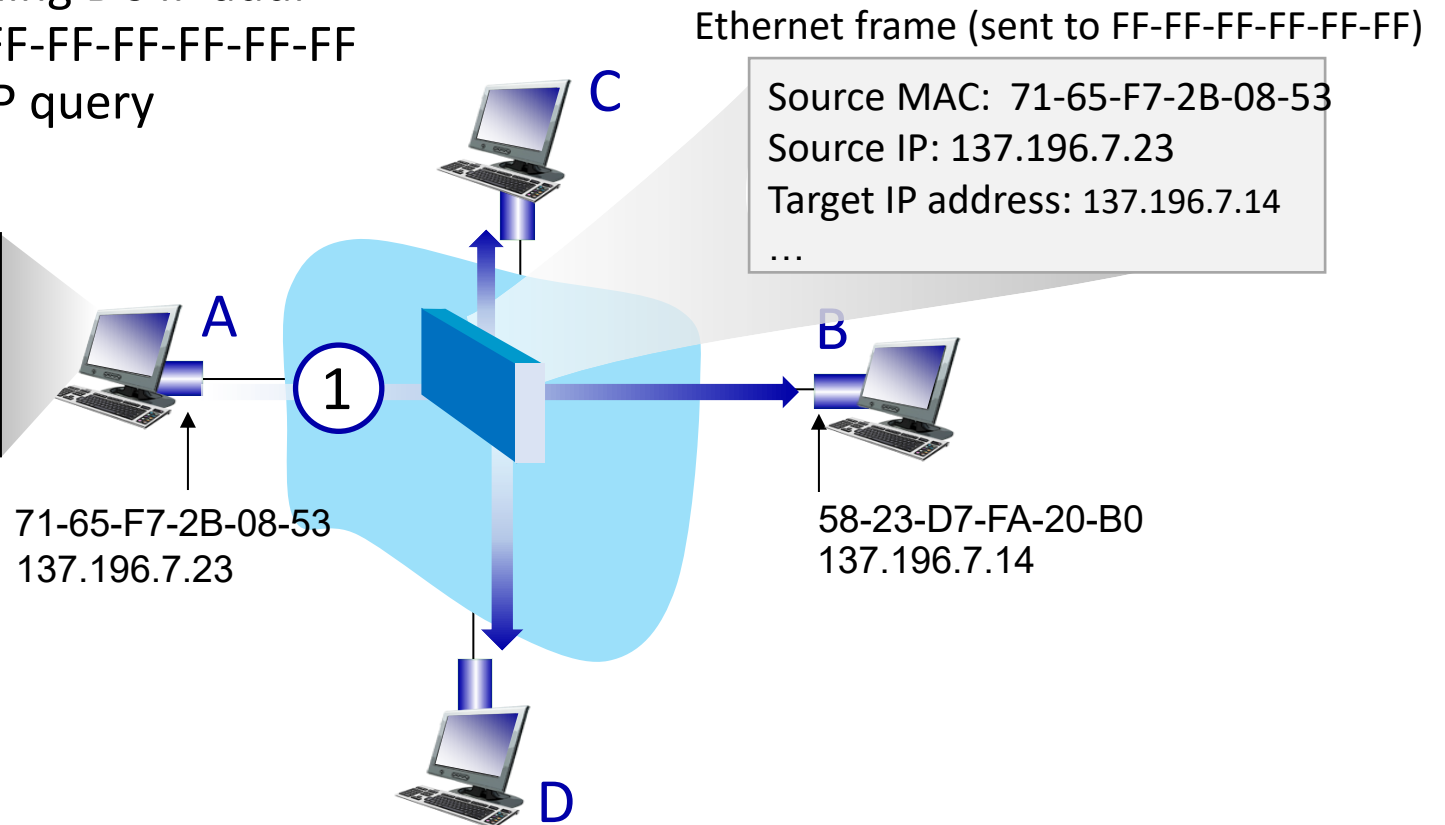 FF-FF-FF-FF-FF-FF
query
Ethernet frame (sent to FF-FF-FF-FF-FF-FF)
C
Source MAC: 71-65-F7-2B-08-53
Source IP: 137.196.7.23
Target IP address: 137.196.7.14
…
A
B
1
71-65-F7-2B-08-53
137.196.7.23
58-23-D7-FA-20-B0
137.196.7.14
D